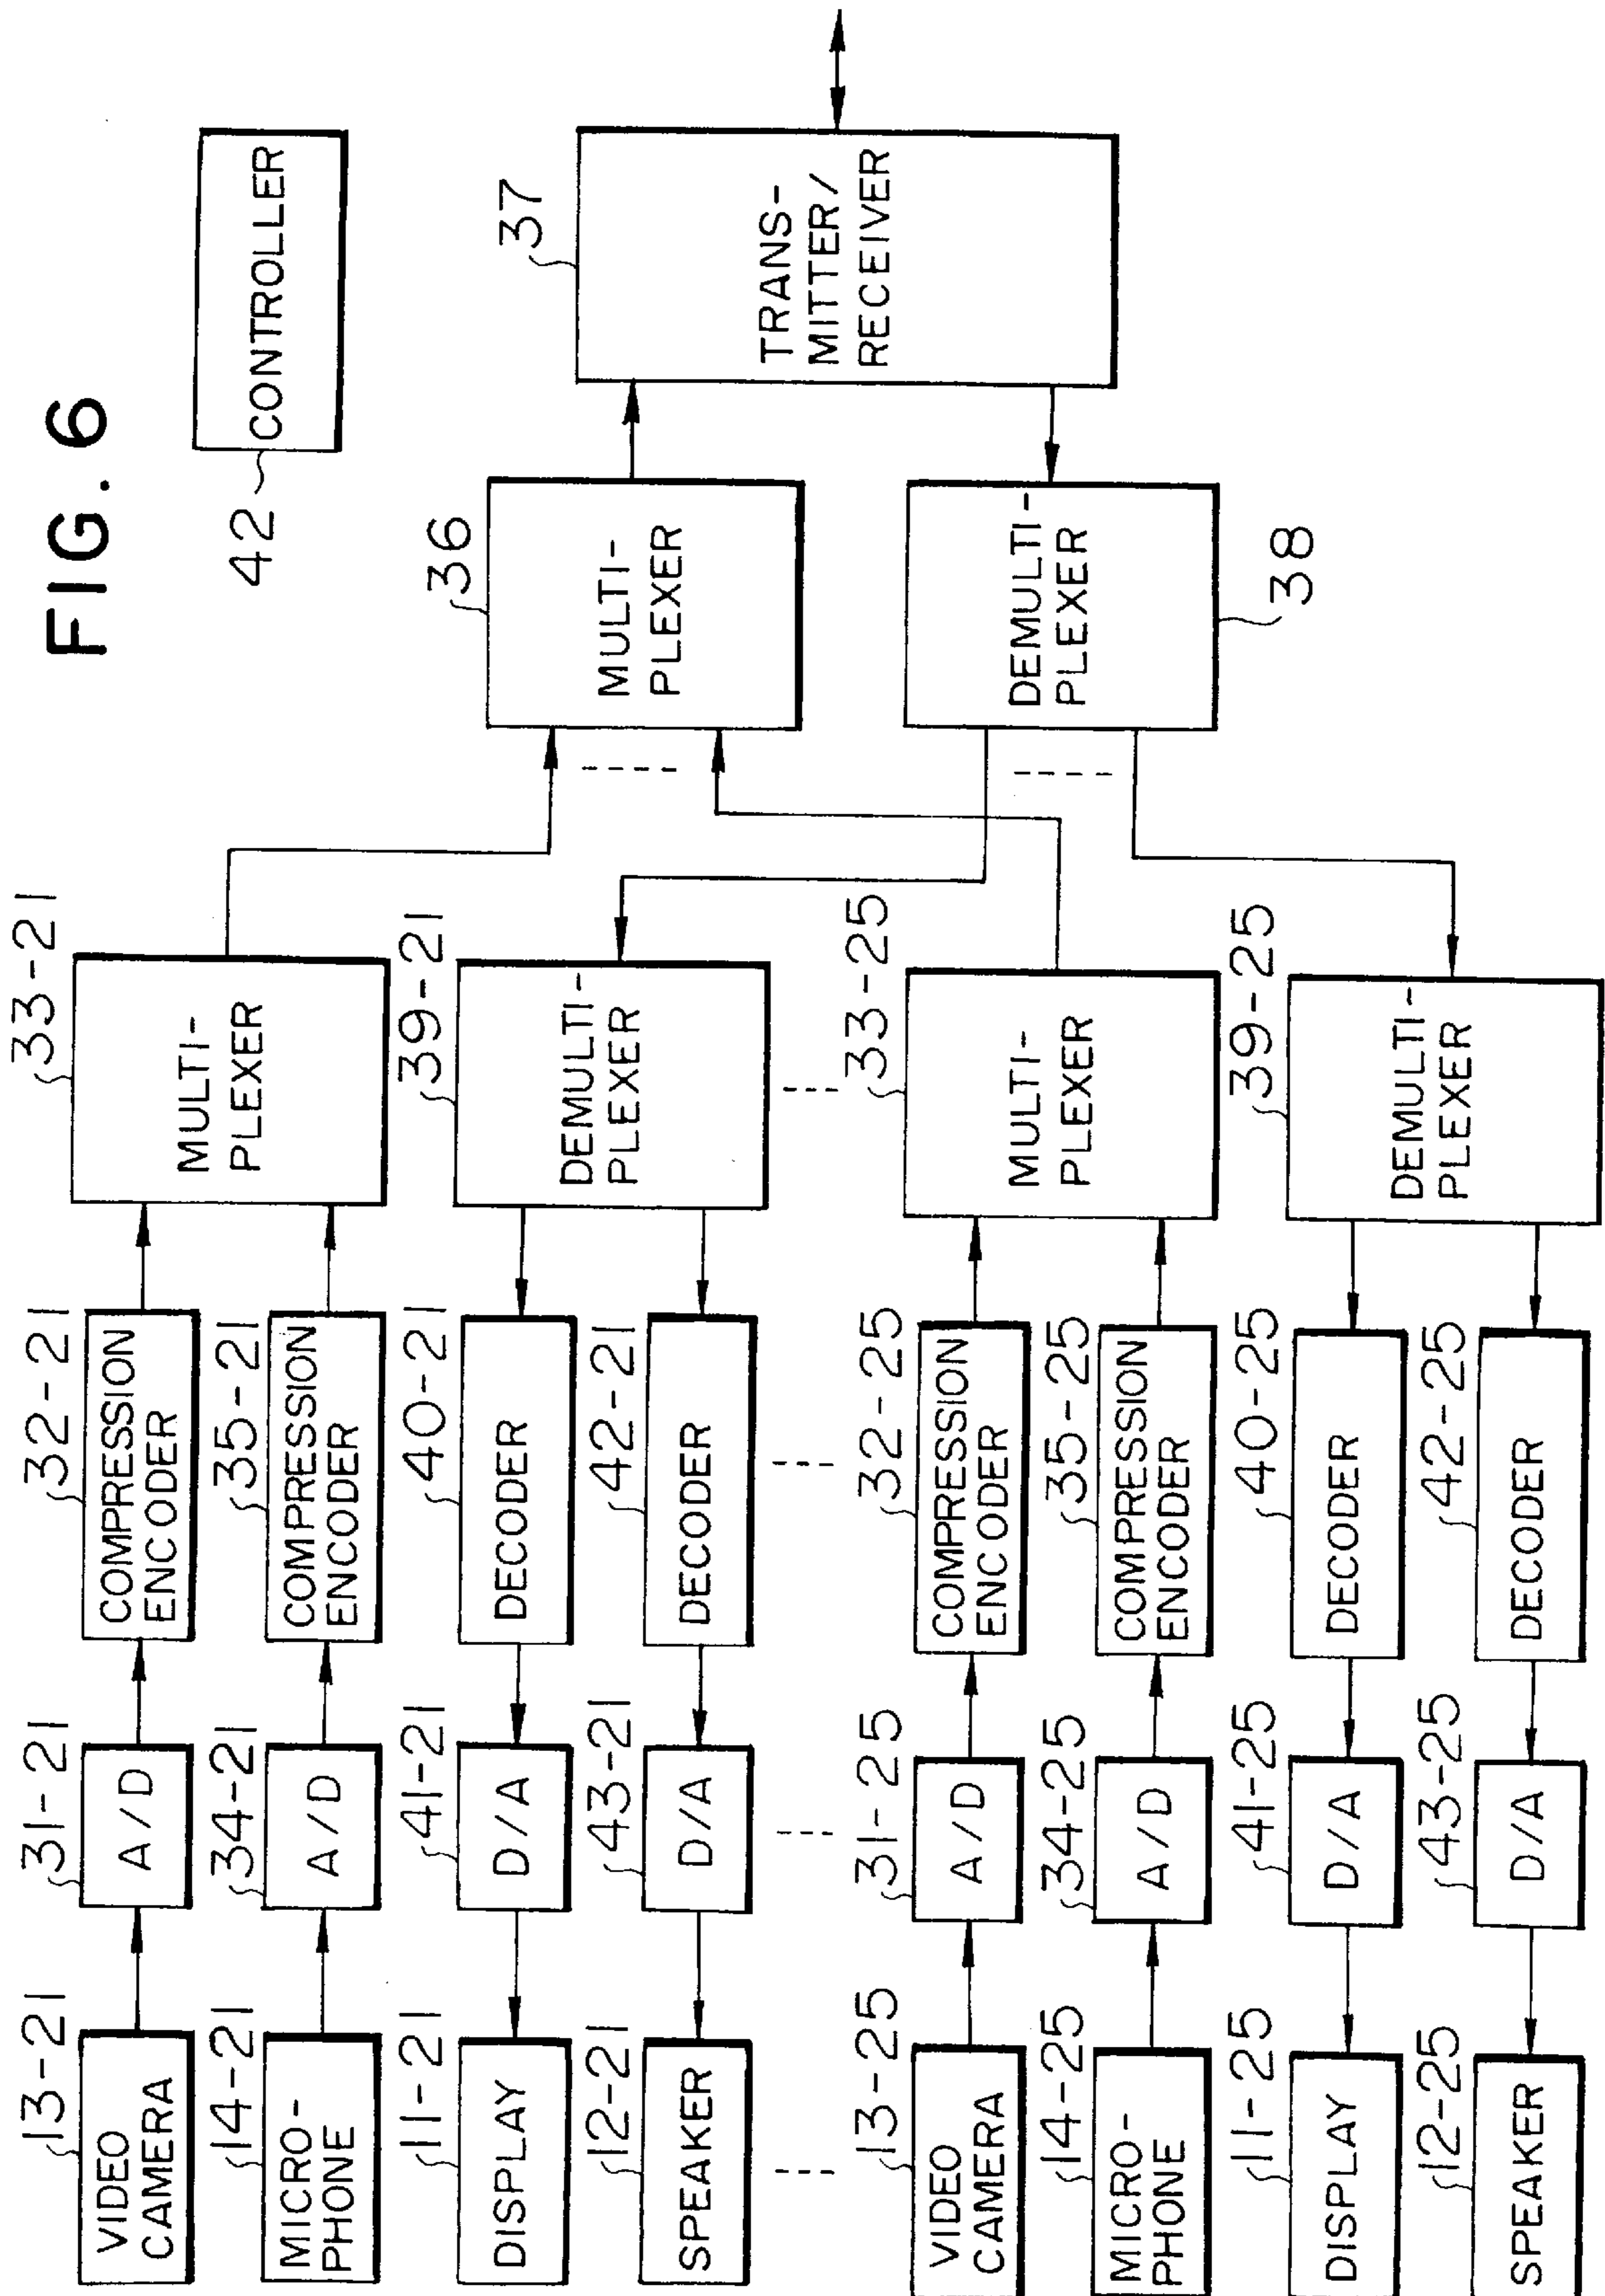 FIG. 6
13-21
VIDEO
CAMERA
31-21
A/D
32-21
COMPRESSION
ENCODER
33-21
MULTI-
PLEXER
14-21
MICRO-
PHONE
34-21
A/D
35-21
COMPRESSION
ENCODER
11-21
DISPLAY
41-21
D/A
40-21
DECODER
39-21
DEMULTI-
PLEXER
12-21
SPEAKER
43-21
D/A
42-21
DECODER
13-25
VIDEO
CAMERA
31-25
A/D
32-25
COMPRESSION
ENCODER
33-25
MULTI-
PLEXER
14-25
MICRO-
PHONE
34-25
A/D
35-25
COMPRESSION
ENCODER
11-25
DISPLAY
41-25
D/A
40-25
DECODER
39-25
DEMULTI-
PLEXER
12-25
SPEAKER
43-25
D/A
42-25
DECODER
36
MULTI-
PLEXER
DEMULTI-
PLEXER
38
42
CONTROLLER
37
TRANS-
MITTER/
RECEIVER